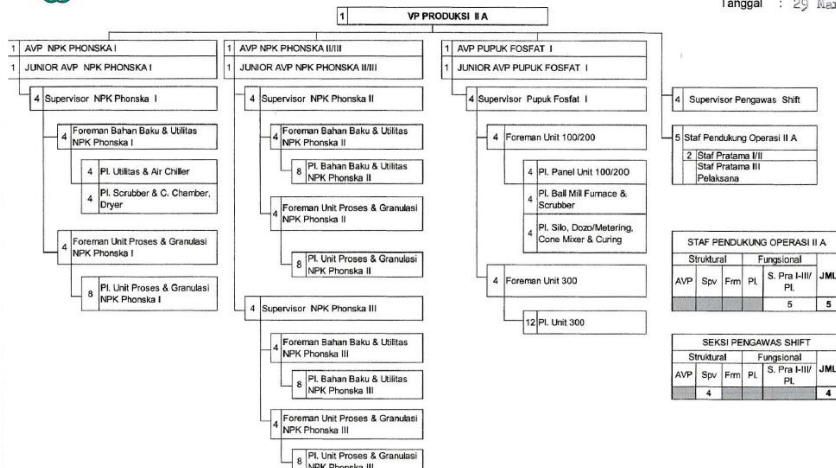 Tanggal : 29 Mar
1 VP PRODUKSI II A
1 AVP NPK PHONSKA I
1 JUNIOR AVP NPK PHONSKA I
4 Supervisor NPK Phonska I
4 Foreman Bahan Baku & Utilitas
NPK Phonska I
4 Pl. Utilitas & Air Chiller
4 Pl. Scrubber & C. Chamber,
Dryer
4 Foreman Unit Proses & Granulasi
NPK Phonska I
8 Pl. Unit Proses & Granulasi
NPK Phonska I
1 AVP NPK PHONSKA II/III
1 JUNIOR AVP NPK PHONSKA II/III
4 Supervisor NPK Phonska II
4 Foreman Bahan Baku & Utilitas
NPK Phonska II
8 Pl. Bahan Baku & Utilitas
NPK Phonska II
4 Foreman Unit Proses & Granulasi
NPK Phonska II
8 Pl. Unit Proses & Granulasi
NPK Phonska II
4 Supervisor NPK Phonska III
4 Foreman Bahan Baku & Utilitas
NPK Phonska III
8 Pl. Bahan Baku & Utilitas
NPK Phonska III
4 Foreman Unit Proses & Granulasi
NPK Phonska III
8 Pl. Unit Proses & Granulasi
NPK Phonska III
1 AVP PUPUK FOSFAT I
1 JUNIOR AVP PUPUK FOSFAT I
4 Supervisor Pupuk Fosfat I
4 Foreman Unit 100/200
4 Pl. Panel Unit 100/200
4 Pl. Ball Mill Furnace &
Scrubber
4 Pl. Silo, Dozo/Metering,
Cone Mixer & Curing
4 Foreman Unit 300
12 Pl. Unit 300
4 Supervisor Pengawas Shift
5 Staf Pendukung Operasi II A
2 Staf Pratama I/II
Staf Pratama III
Pelaksana
STAF PENDUKUNG OPERASI II A
Struktural Fungsional JML
AVP Spv Frm Pl. S. Pra I-III/
Pl.
5 5
SEKSI PENGAWAS SHIFT
Struktural Fungsional JML
AVP Spv Frm Pl. S. Pra I-III/
Pl.
4 4